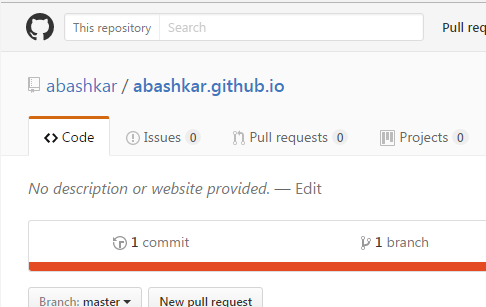 This repository Search Pull requ
abashkar / abashkar.github.io
Code Issues 0 Pull requests 0 Projects 0
No description or website provided. — Edit
1 commit 1 branch
Branch: master New pull request